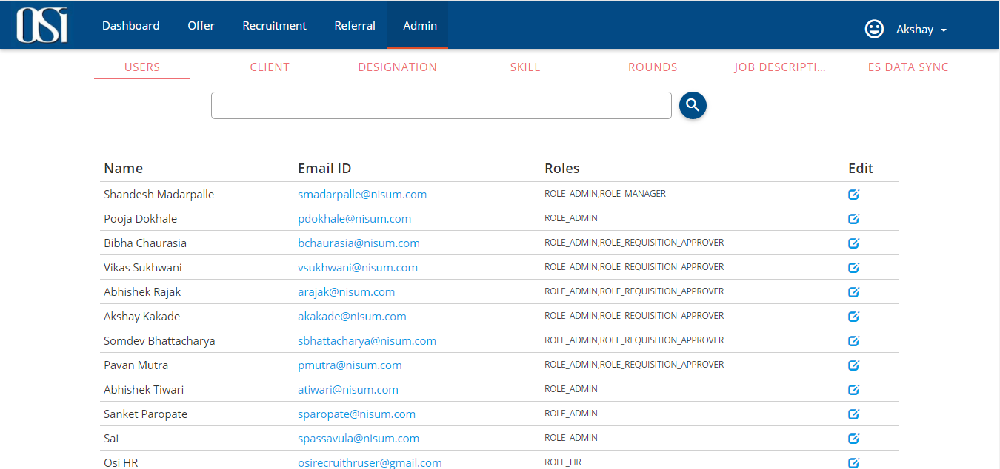 OSi Dashboard Offer Recruitment Referral Admin Akshay
USERS CLIENT DESIGNATION SKILL ROUNDS JOB DESCRIPTI... ES DATA SYNC
Name Email ID Roles Edit
Shandesh Madarpalle smadarpalle@nisum.com ROLE_ADMIN,ROLE_MANAGER
Pooja Dokhale pdokhale@nisum.com ROLE_ADMIN
Bibha Chaurasia bchaurasia@nisum.com ROLE_ADMIN,ROLE_REQUISITION_APPROVER
Vikas Sukhwani vsukhwani@nisum.com ROLE_ADMIN,ROLE_REQUISITION_APPROVER
Abhishek Rajak arajak@nisum.com ROLE_ADMIN,ROLE_REQUISITION_APPROVER
Akshay Kakade akakade@nisum.com ROLE_ADMIN,ROLE_REQUISITION_APPROVER
Somdev Bhattacharya sbhattacharya@nisum.com ROLE_ADMIN,ROLE_REQUISITION_APPROVER
Pavan Mutra pmutra@nisum.com ROLE_ADMIN,ROLE_REQUISITION_APPROVER
Abhishek Tiwari atiwari@nisum.com ROLE_ADMIN
Sanket Paropate sparopate@nisum.com ROLE_ADMIN
Sai spassavula@nisum.com ROLE_ADMIN
Osi HR osirecruithruser@gmail.com ROLE_HR